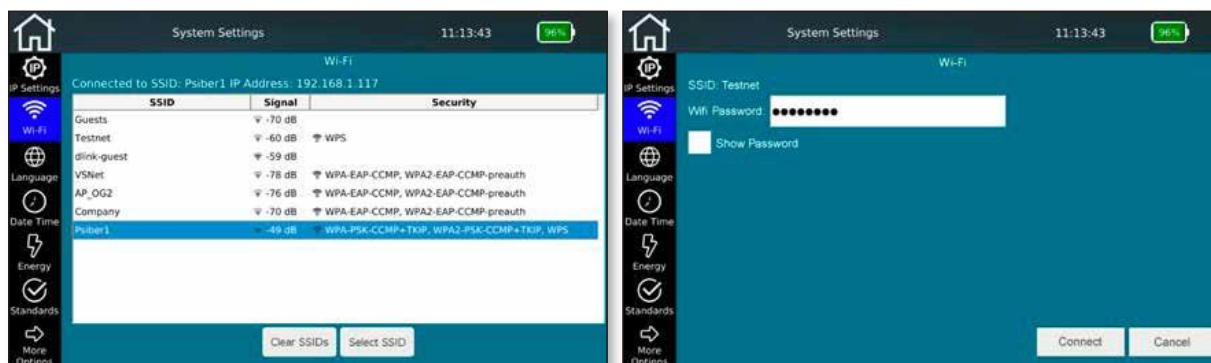 System Settings 11:13:43 96%
Wi-Fi
Connected to SSID: Psiber1 IP Address: 192.168.1.117
SSID Signal Security
Guests -70 dB
Testnet -60 dB WPS
dlink-guest -59 dB
VSNet -78 dB WPA-EAP-CCMP, WPA2-EAP-CCMP-preauth
AP_OG2 -76 dB WPA-EAP-CCMP, WPA2-EAP-CCMP-preauth
Company -70 dB WPA-EAP-CCMP, WPA2-EAP-CCMP-preauth
Psiber1 -49 dB WPA-PSK-CCMP+TKIP, WPA2-PSK-CCMP+TKIP, WPS
Clear SSIDs Select SSID
IP
IP Settings
Wi-Fi
Language
Date Time
Energy
Standards
More
Options
System Settings 11:13:43 96%
Wi-Fi
SSID: Testnet
Wifi Password: ●●●●●●●●
Show Password
Connect Cancel
IP
IP Settings
Wi-Fi
Language
Date Time
Energy
Standards
More
Options